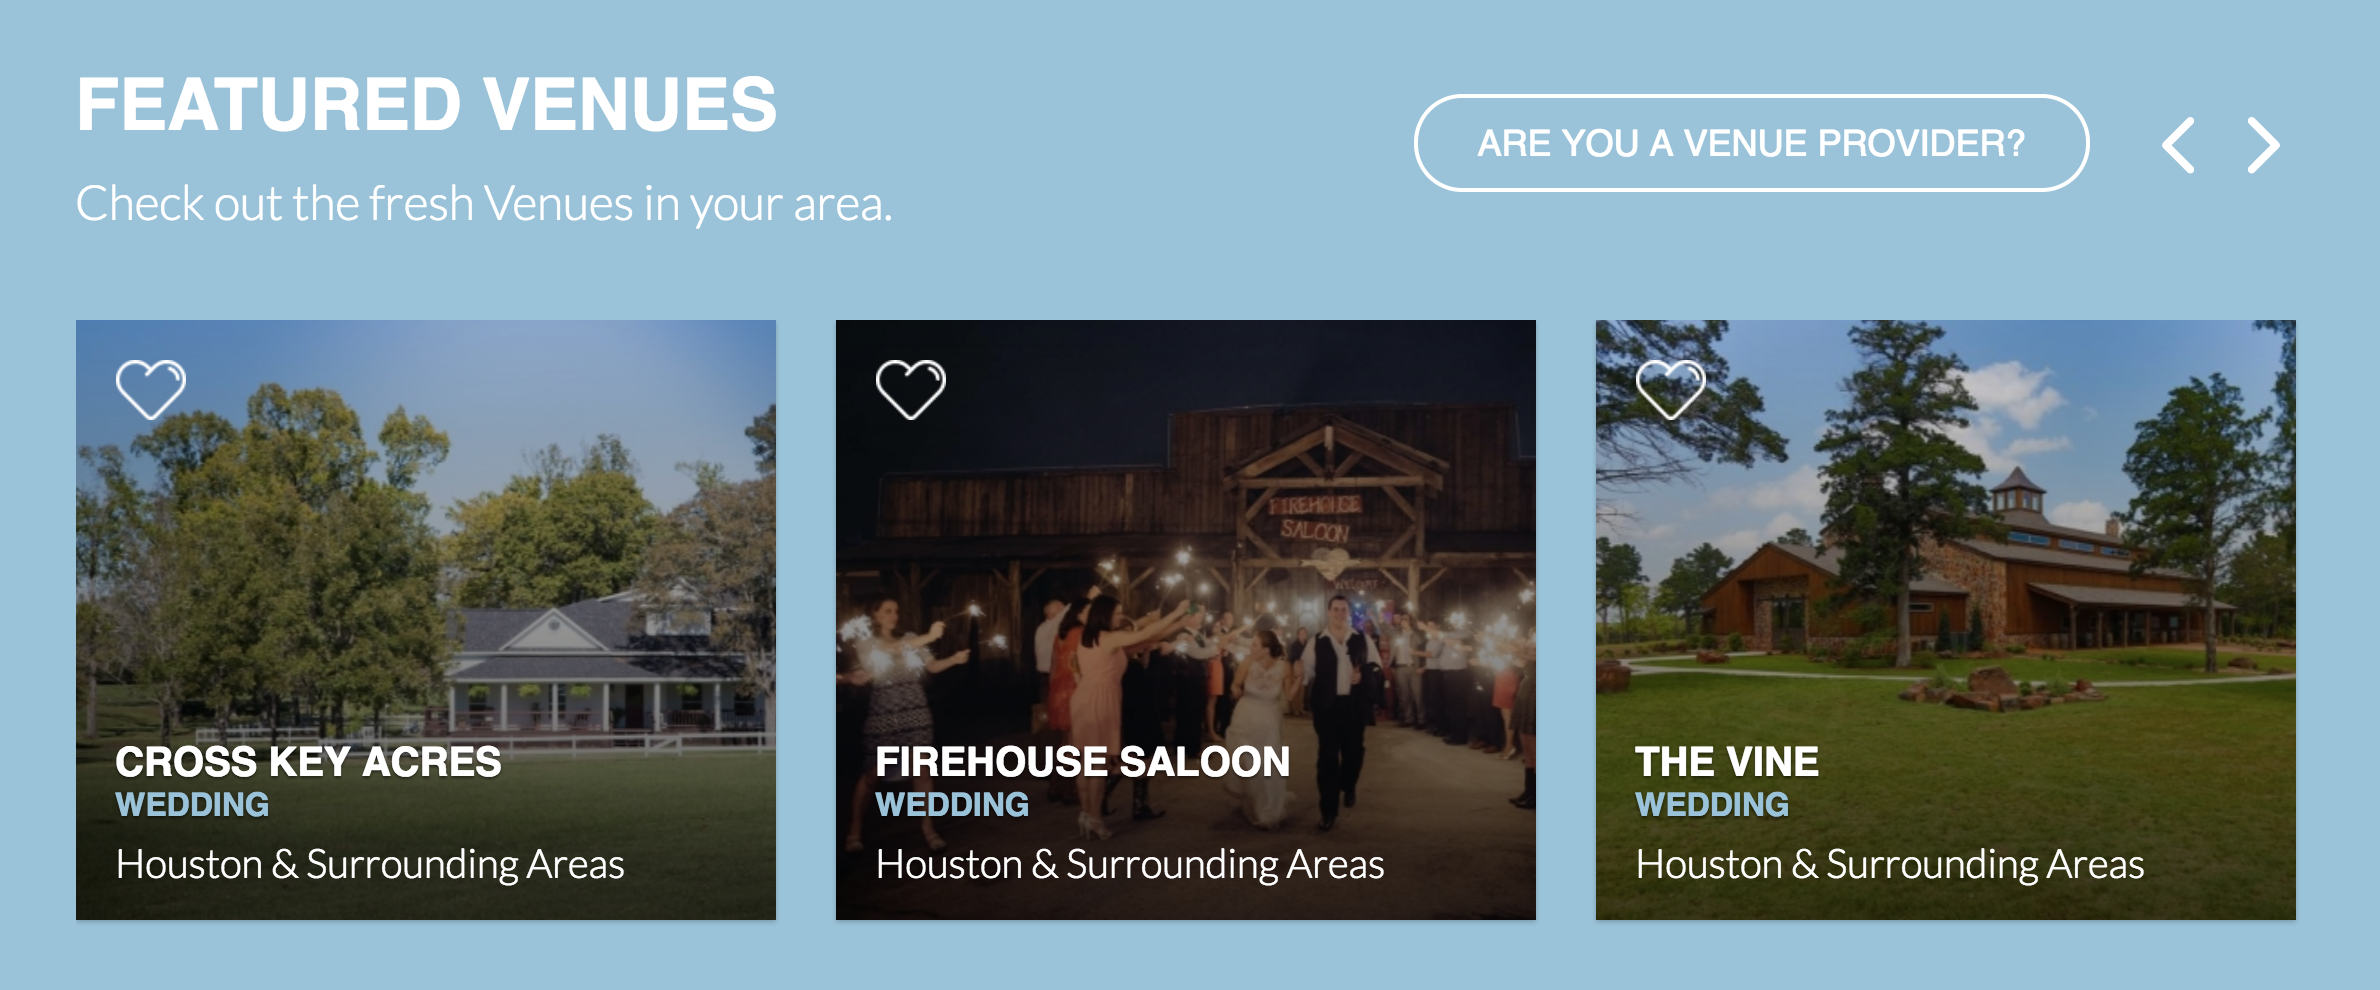 FEATURED VENUES
Check out the fresh Venues in your area.
ARE YOU A VENUE PROVIDER?
FIREHOUSE
SALOON
WELCOME
CROSS KEY ACRES
WEDDING
Houston & Surrounding Areas
FIREHOUSE SALOON
WEDDING
Houston & Surrounding Areas
THE VINE
WEDDING
Houston & Surrounding Areas